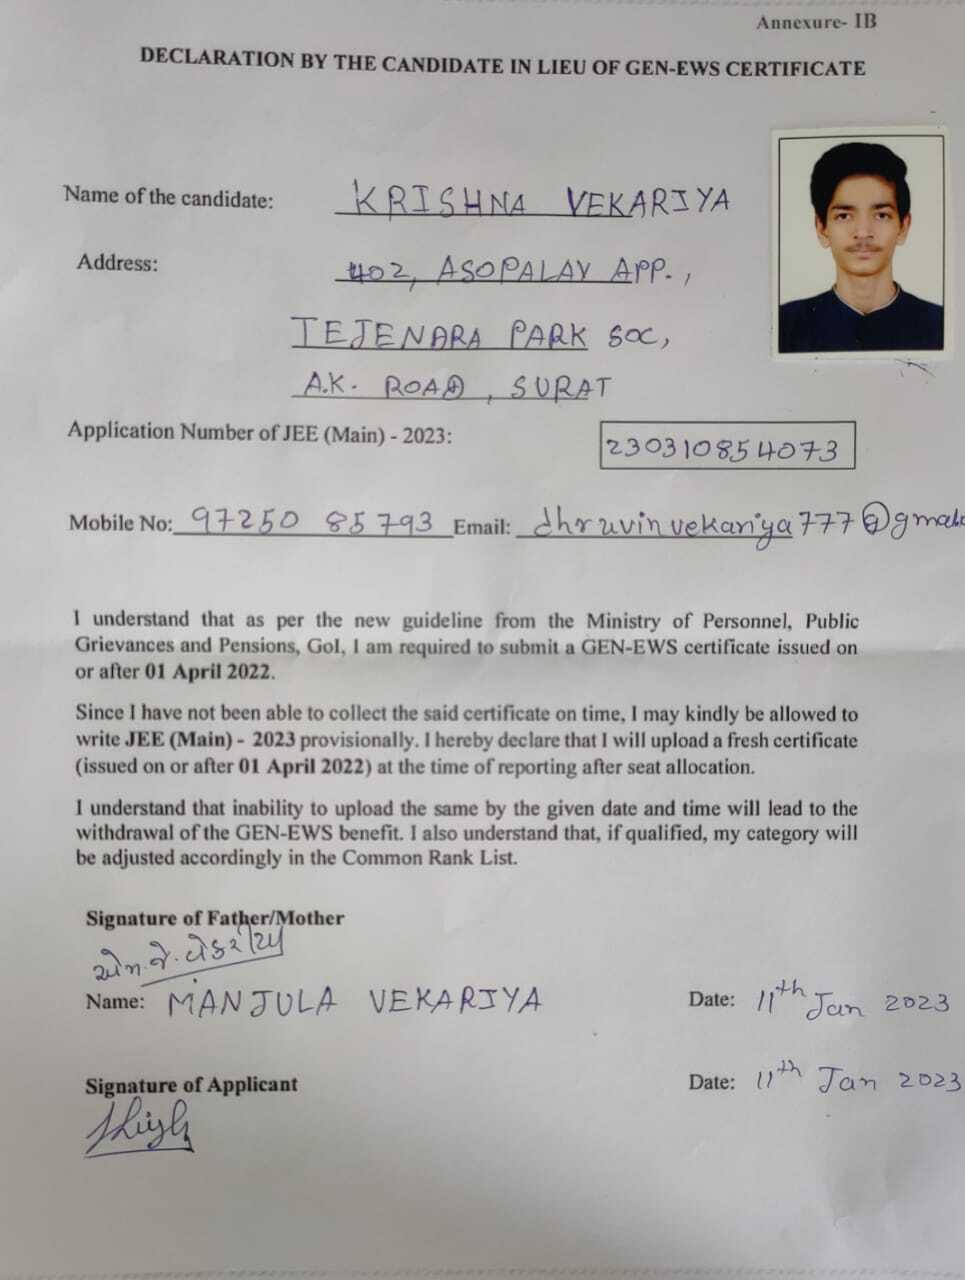 Annexure- IB
DECLARATION BY THE CANDIDATE IN LIEU OF GEN-EWS CERTIFICATE
Name of the candidate: KRISHNA VEKARIYA
Address: 402, ASOPALAV APP.,
TEJENARA PARK SOC,
A.K. ROAD, SURAT
Application Number of JEE (Main) - 2023: 230310854073
Mobile No: 97250 85793 Email: dhruvinvekariya777@gmail
I understand that as per the new guideline from the Ministry of Personnel, Public
Grievances and Pensions, GoI, I am required to submit a GEN-EWS certificate issued on
or after 01 April 2022.
Since I have not been able to collect the said certificate on time, I may kindly be allowed to
write JEE (Main) - 2023 provisionally. I hereby declare that I will upload a fresh certificate
(issued on or after 01 April 2022) at the time of reporting after seat allocation.
I understand that inability to upload the same by the given date and time will lead to the
withdrawal of the GEN-EWS benefit. I also understand that, if qualified, my category will
be adjusted accordingly in the Common Rank List.
Signature of Father/Mother
એમ.જે.વેકરીયા
Name: MANJULA VEKARIYA Date: 11th Jan 2023
Signature of Applicant Date: 11th Jan 2023